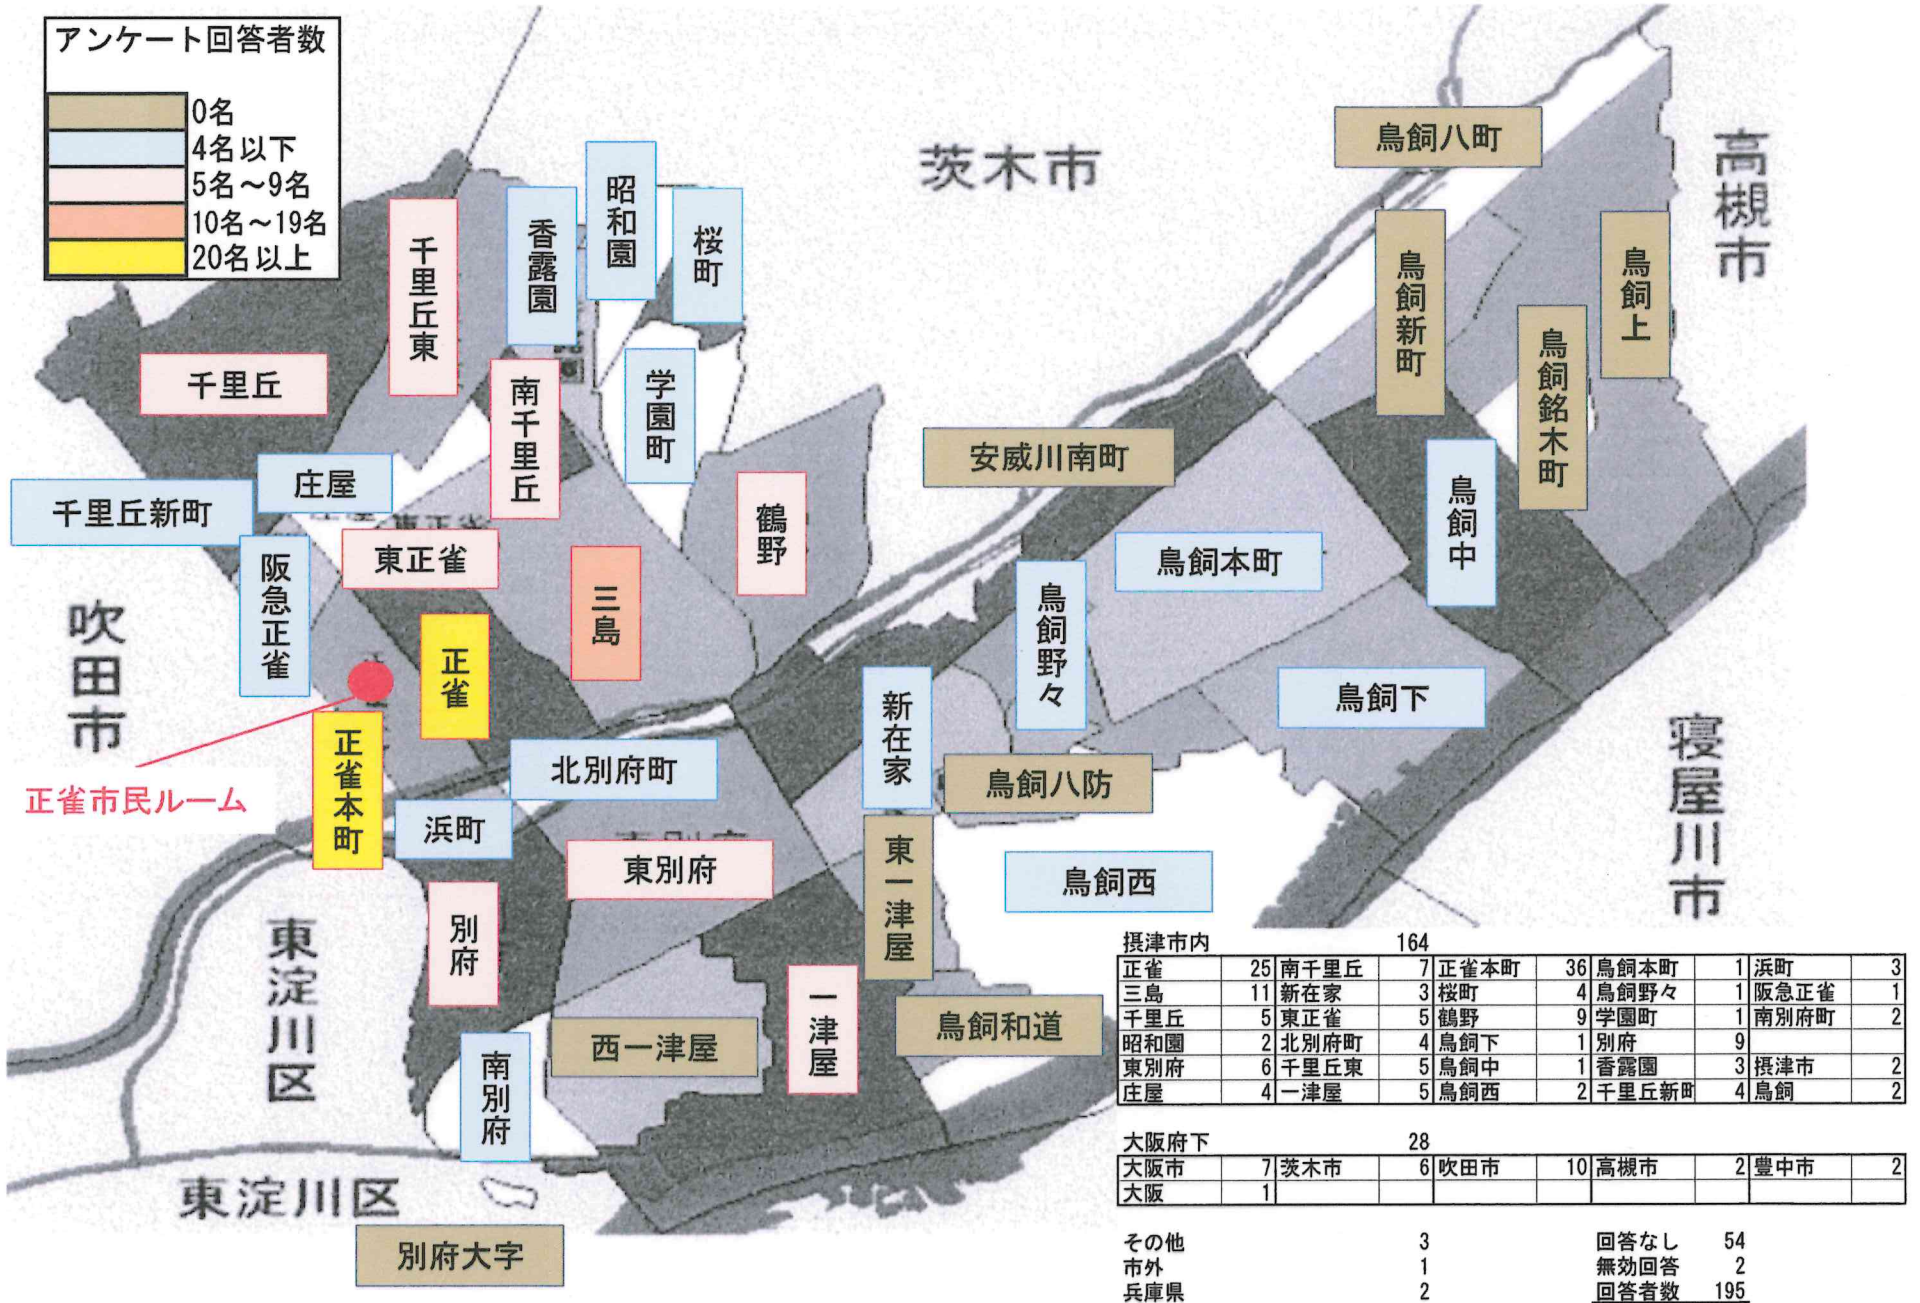 アンケート回答者数
0名
4名以下
5名～9名
10名～19名
20名以上
茨木市
高槻市
吹田市
寝屋川市
東淀川区
東淀川区
鳥飼八町
昭和園
香露園
桜町
千里丘東
鳥飼新町
鳥飼上
鳥飼銘木町
千里丘
南千里丘
学園町
安威川南町
庄屋
千里丘新町
鶴野
鳥飼中
東正雀
阪急正雀
三島
鳥飼本町
鳥飼野々
正雀
新在家
鳥飼下
正雀本町
北別府町
鳥飼八防
正雀市民ルーム
浜町
東別府
東一津屋
鳥飼西
別府
一津屋
鳥飼和道
西一津屋
南別府
別府大字
摂津市内 164
正雀 25 南千里丘 7 正雀本町 36 鳥飼本町 1 浜町 3
三島 11 新在家 3 桜町 4 鳥飼野々 1 阪急正雀 1
千里丘 5 東正雀 5 鶴野 9 学園町 1 南別府町 2
昭和園 2 北別府町 4 鳥飼下 1 別府 9
東別府 6 千里丘東 5 鳥飼中 1 香露園 3 摂津市 2
庄屋 4 一津屋 5 鳥飼西 2 千里丘新町 4 鳥飼 2
大阪府下 28
大阪市 7 茨木市 6 吹田市 10 高槻市 2 豊中市 2
大阪 1
その他 3 回答なし 54
市外 1 無効回答 2
兵庫県 2 回答者数 195